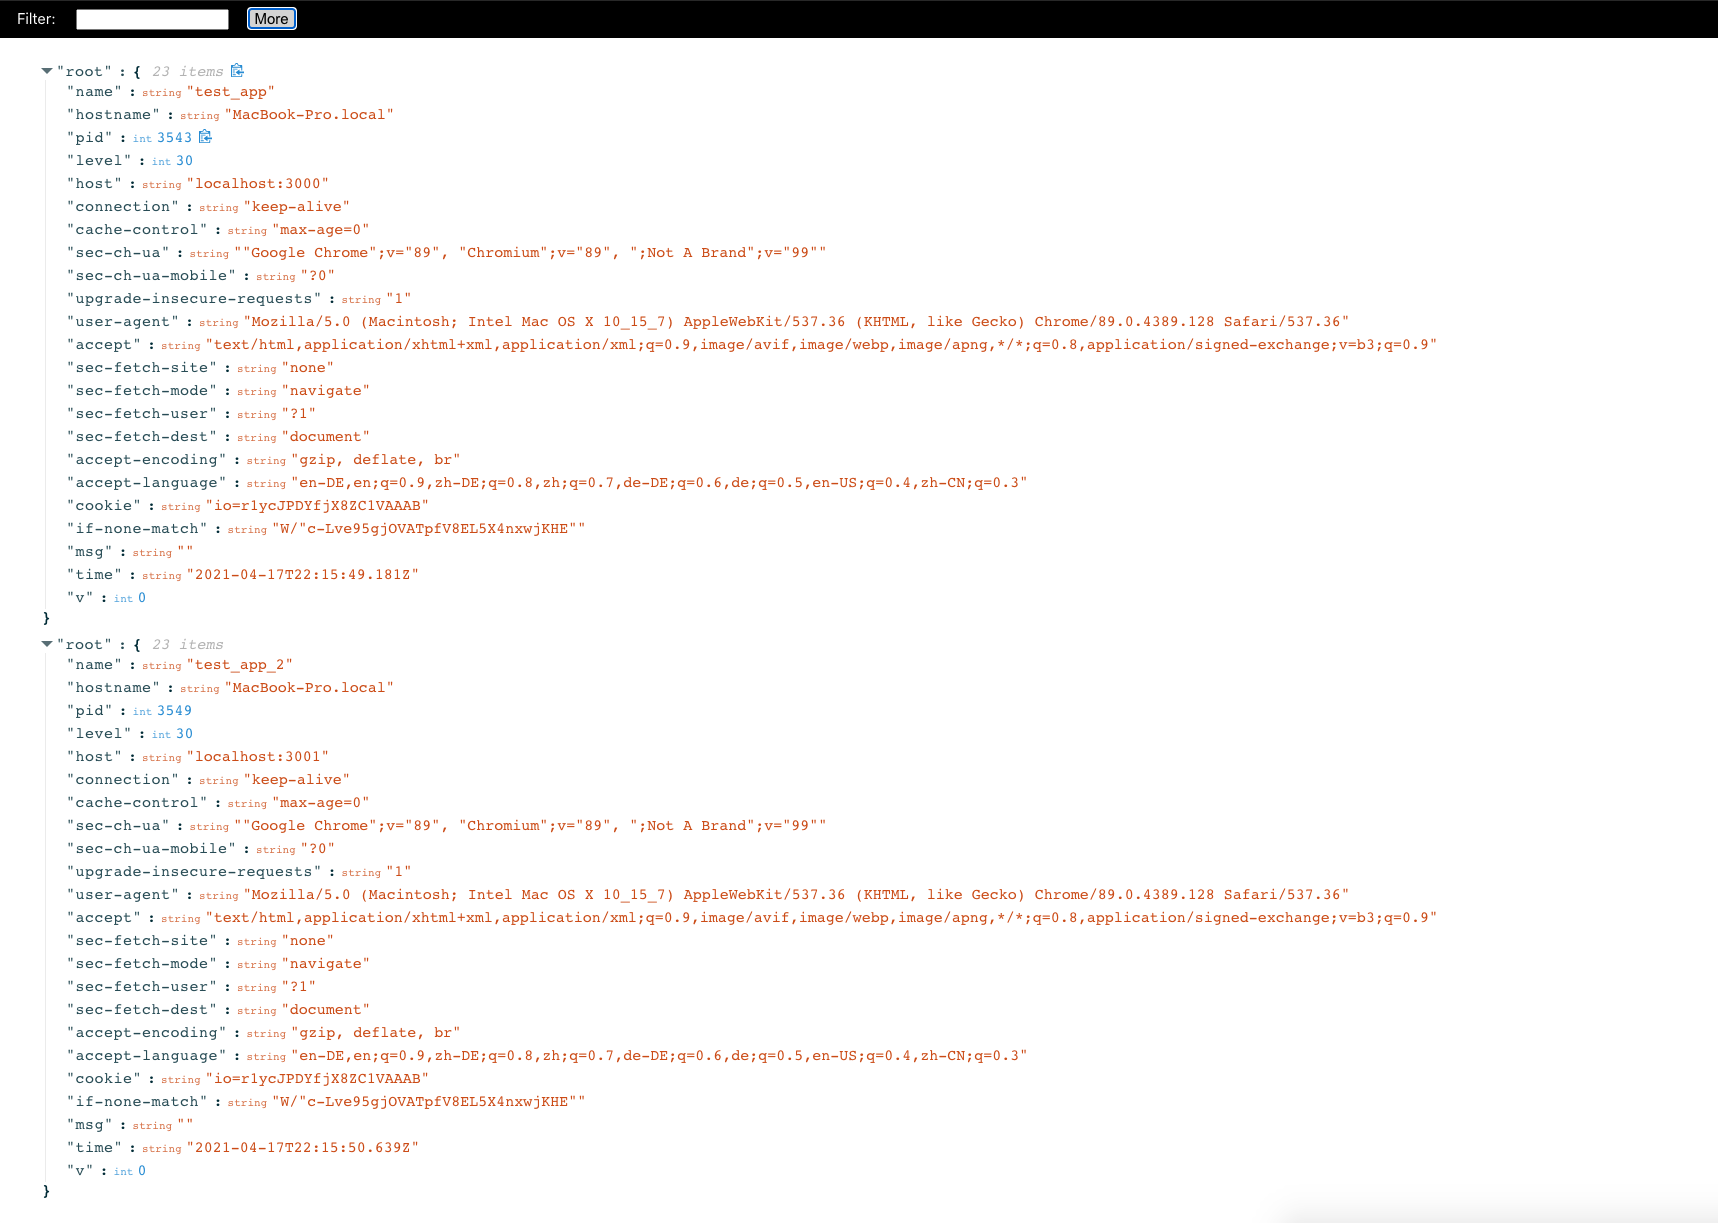 Filter: More
"root" : { 23 items
"name" : string "test_app"
"hostname" : string "MacBook-Pro.local"
"pid" : int 3543
"level" : int 30
"host" : string "localhost:3000"
"connection" : string "keep-alive"
"cache-control" : string "max-age=0"
"sec-ch-ua" : string ""Google Chrome";v="89", "Chromium";v="89", ";Not A Brand";v="99""
"sec-ch-ua-mobile" : string "?0"
"upgrade-insecure-requests" : string "1"
"user-agent" : string "Mozilla/5.0 (Macintosh; Intel Mac OS X 10_15_7) AppleWebKit/537.36 (KHTML, like Gecko) Chrome/89.0.4389.128 Safari/537.36"
"accept" : string "text/html,application/xhtml+xml,application/xml;q=0.9,image/avif,image/webp,image/apng,*/*;q=0.8,application/signed-exchange;v=b3;q=0.9"
"sec-fetch-site" : string "none"
"sec-fetch-mode" : string "navigate"
"sec-fetch-user" : string "?1"
"sec-fetch-dest" : string "document"
"accept-encoding" : string "gzip, deflate, br"
"accept-language" : string "en-DE,en;q=0.9,zh-DE;q=0.8,zh;q=0.7,de-DE;q=0.6,de;q=0.5,en-US;q=0.4,zh-CN;q=0.3"
"cookie" : string "io=r1ycJPDYfjX8ZC1VAAAB"
"if-none-match" : string "W/"c-Lve95gjOVATpfV8EL5X4nxwjKHE""
"msg" : string ""
"time" : string "2021-04-17T22:15:49.181Z"
"v" : int 0
}
"root" : { 23 items
"name" : string "test_app_2"
"hostname" : string "MacBook-Pro.local"
"pid" : int 3549
"level" : int 30
"host" : string "localhost:3001"
"connection" : string "keep-alive"
"cache-control" : string "max-age=0"
"sec-ch-ua" : string ""Google Chrome";v="89", "Chromium";v="89", ";Not A Brand";v="99""
"sec-ch-ua-mobile" : string "?0"
"upgrade-insecure-requests" : string "1"
"user-agent" : string "Mozilla/5.0 (Macintosh; Intel Mac OS X 10_15_7) AppleWebKit/537.36 (KHTML, like Gecko) Chrome/89.0.4389.128 Safari/537.36"
"accept" : string "text/html,application/xhtml+xml,application/xml;q=0.9,image/avif,image/webp,image/apng,*/*;q=0.8,application/signed-exchange;v=b3;q=0.9"
"sec-fetch-site" : string "none"
"sec-fetch-mode" : string "navigate"
"sec-fetch-user" : string "?1"
"sec-fetch-dest" : string "document"
"accept-encoding" : string "gzip, deflate, br"
"accept-language" : string "en-DE,en;q=0.9,zh-DE;q=0.8,zh;q=0.7,de-DE;q=0.6,de;q=0.5,en-US;q=0.4,zh-CN;q=0.3"
"cookie" : string "io=r1ycJPDYfjX8ZC1VAAAB"
"if-none-match" : string "W/"c-Lve95gjOVATpfV8EL5X4nxwjKHE""
"msg" : string ""
"time" : string "2021-04-17T22:15:50.639Z"
"v" : int 0
}